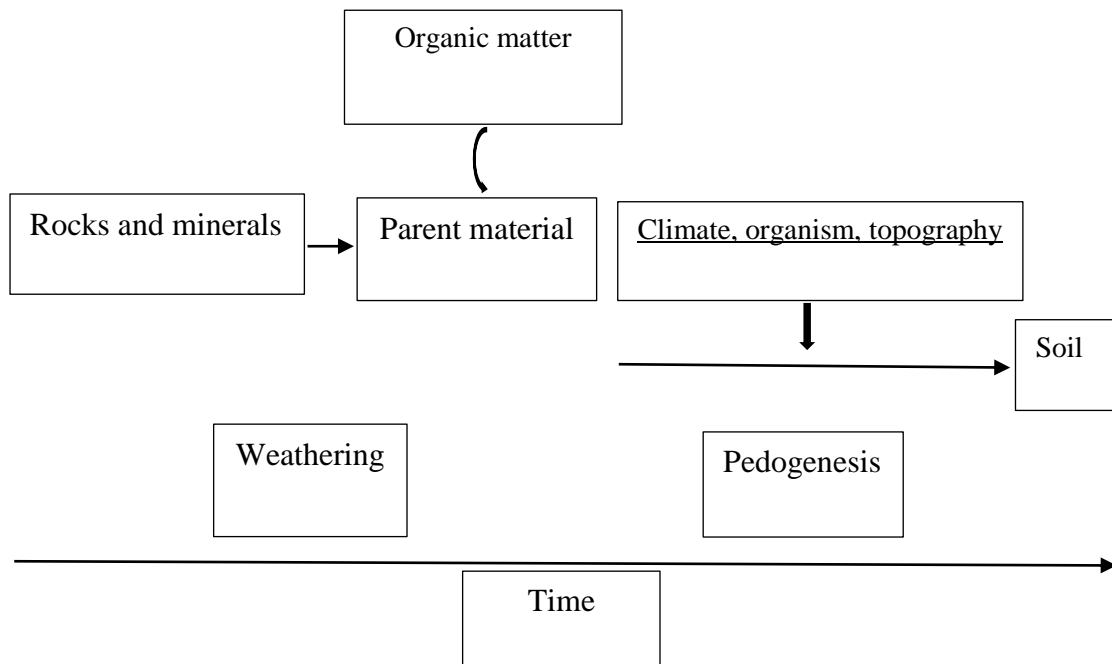 Organic matter
Rocks and minerals
Parent material
Climate, organism, topography
Soil
Weathering
Pedogenesis
Time